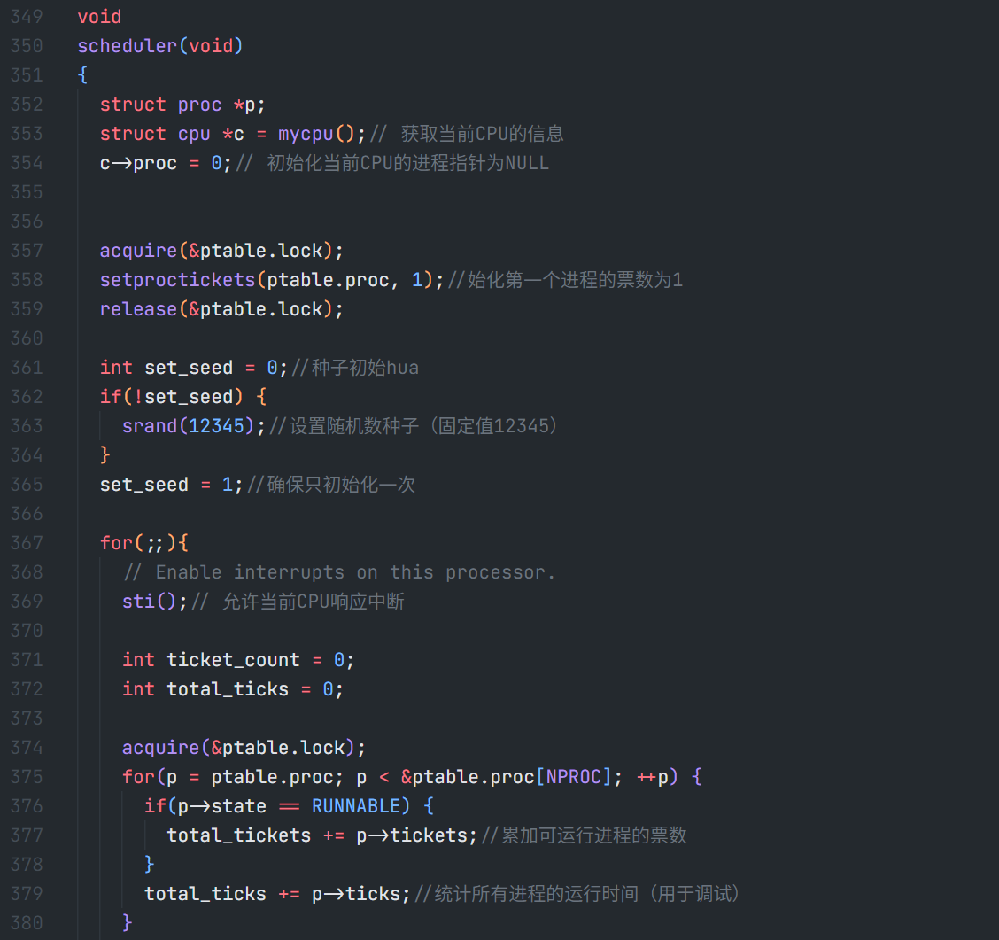 349 void
350 scheduler(void)
351 {
352 struct proc *p;
353 struct cpu *c = mycpu();// 获取当前CPU的信息
354 c->proc = 0;// 初始化当前CPU的进程指针为NULL
355
356
357 acquire(&ptable.lock);
358 setproctickets(ptable.proc, 1);//始化第一个进程的票数为1
359 release(&ptable.lock);
360
361 int set_seed = 0;//种子初始hua
362 if(!set_seed) {
363 srand(12345);//设置随机数种子（固定值12345）
364 }
365 set_seed = 1;//确保只初始化一次
366
367 for(;;){
368 // Enable interrupts on this processor.
369 sti();// 允许当前CPU响应中断
370
371 int ticket_count = 0;
372 int total_ticks = 0;
373
374 acquire(&ptable.lock);
375 for(p = ptable.proc; p < &ptable.proc[NPROC]; ++p) {
376 if(p->state == RUNNABLE) {
377 total_tickets += p->tickets;//累加可运行进程的票数
378 }
379 total_ticks += p->ticks;//统计所有进程的运行时间（用于调试）
380 }